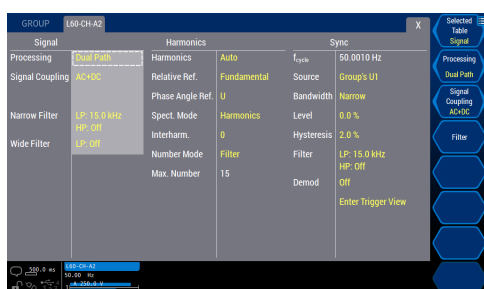 GROUP L60-CH-A2 X
Signal Harmonics Sync
Processing Dual Path Harmonics Auto fcycle 50.0010 Hz
Signal Coupling AC+DC Relative Ref. Fundamental Source Group's U1
Phase Angle Ref. U Bandwidth Narrow
Narrow Filter LP: 15.0 kHz Spect. Mode Harmonics Level 0.0 %
HP: Off Interharm. 0 Hysteresis 2.0 %
Wide Filter LP: Off Number Mode Filter Filter LP: 15.0 kHz
HP: Off
Max. Number 15 Demod Off
Enter Trigger View
Selected
Table
Signal
Processing
Dual Path
Signal
Coupling
AC+DC
Filter
500.0 ms L60-CH-A2
50.00 Hz
A 250.0 V